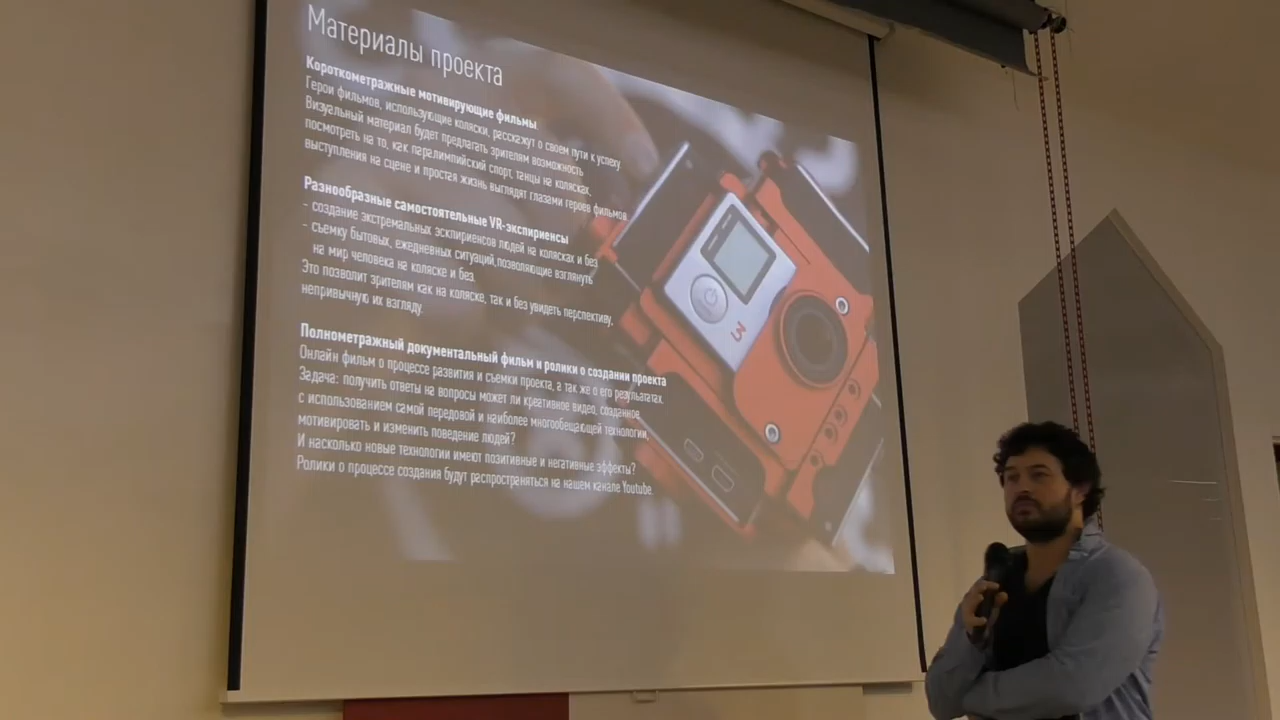 Материалы проекта
Короткометражные мотивирующие фильмы
Герои фильмов, использующие коляски, расскажут о своем пути к успеху.
Визуальный материал будет предлагать зрителям возможность
посмотреть на то, как паралимпийский спорт, танцы на колясках,
выступления на сцене и простая жизнь выглядят глазами героев фильмов.
Разнообразные самостоятельные VR-экспириенсы
- создание экстремальных эскпириенсов людей на колясках и без
- съемку бытовых, ежедневных ситуаций,позволяющие взглянуть
на мир человека на коляске и без.
Это позволит зрителям как на коляске, так и без увидеть перспективу,
непривычную их взгляду.
Полнометражный документальный фильм и ролики о создании проекта
Онлайн фильм о процессе развития и съемки проекта, а так же о его результатах.
Задача: получить ответы на вопросы может ли креативное видео, созданное
с использованием самой передовой и наиболее многообещающей технологии,
мотивировать и изменить поведение людей?
И насколько новые технологии имеют позитивные и негативные эффекты?
Ролики о процессе создания будут распространяться на нашем канале Youtube.
3